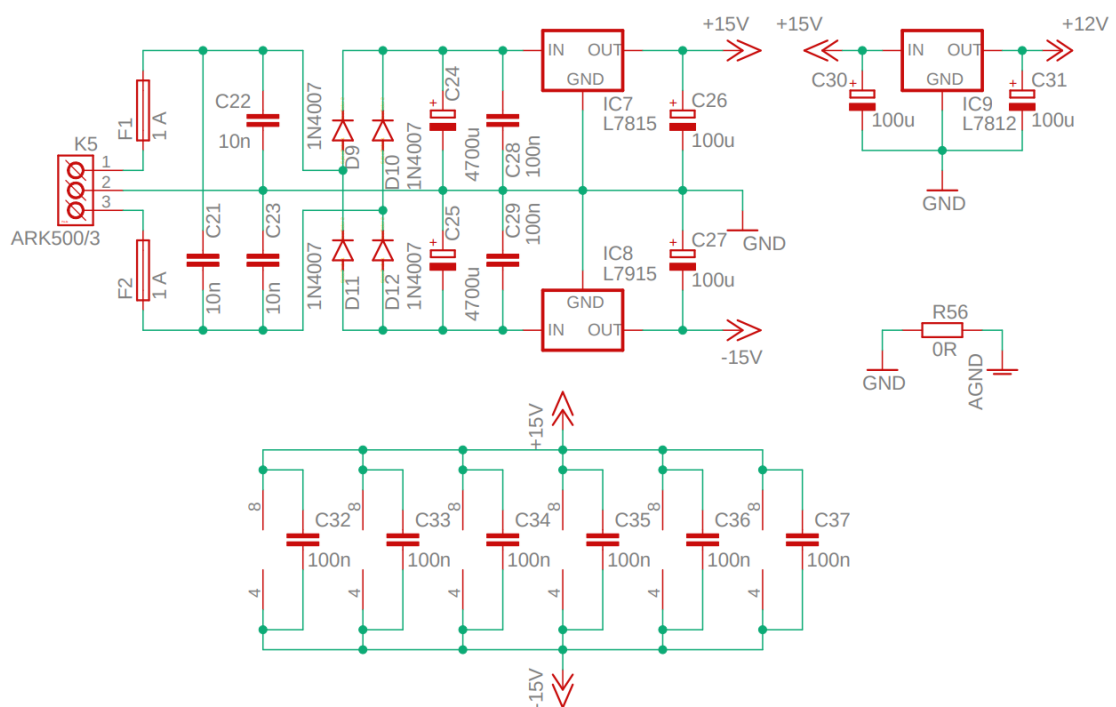 +15V
+15V
+12V
IN
OUT
GND
IC7
L7815
IN
OUT
GND
IC9
L7812
C30
+
100u
C31
+
100u
GND
K5
1
2
3
ARK500/3
F1
1 A
F2
1 A
C22
10n
C21
10n
C23
10n
1N4007
D9
D10
1N4007
1N4007
D11
D12
1N4007
C24
+
4700u
C28
100n
C25
+
4700u
C29
100n
C26
+
100u
C27
+
100u
GND
IC8
L7915
GND
IN
OUT
-15V
R56
0R
GND
AGND
+15V
8
4
C32
100n
8
4
C33
100n
8
4
C34
100n
8
4
C35
100n
8
4
C36
100n
8
4
C37
100n
-15V